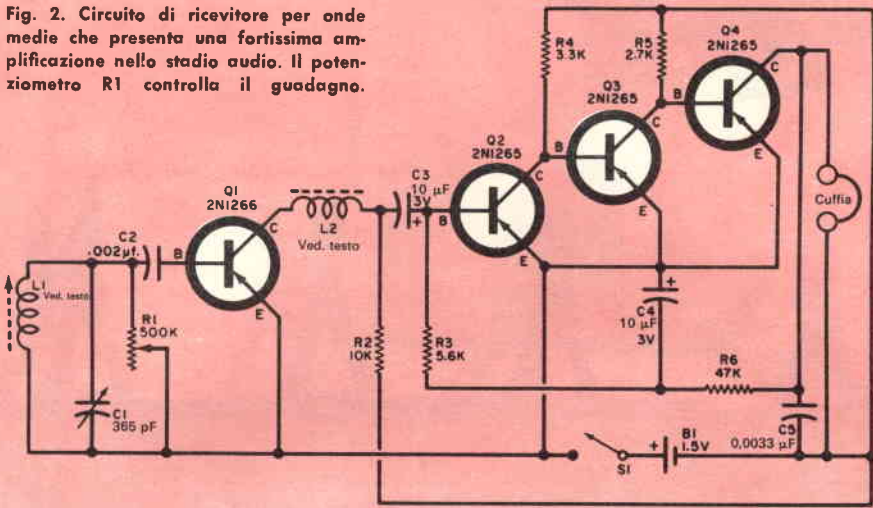 Fig. 2. Circuito di ricevitore per onde
medie che presenta una fortissima am-
plificazione nello stadio audio. Il poten-
ziometro R1 controlla il guadagno.
R4
3.3K
R5
2.7K
Q4
2N1265
C
B
E
Q3
2N1265
C
B
E
Q2
2N1265
C
B
E
C3
10 µF
3V
+
Q1
2N1266
C
B
E
L2
Ved. testo
C2
.002µf.
L1
Ved. testo
R1
500K
C1
365 pF
R2
10K
R3
5.6K
+
C4
10 µF
3V
R6
47K
Cuffia
S1
+
B1
1.5V
C5
0,0033 µF